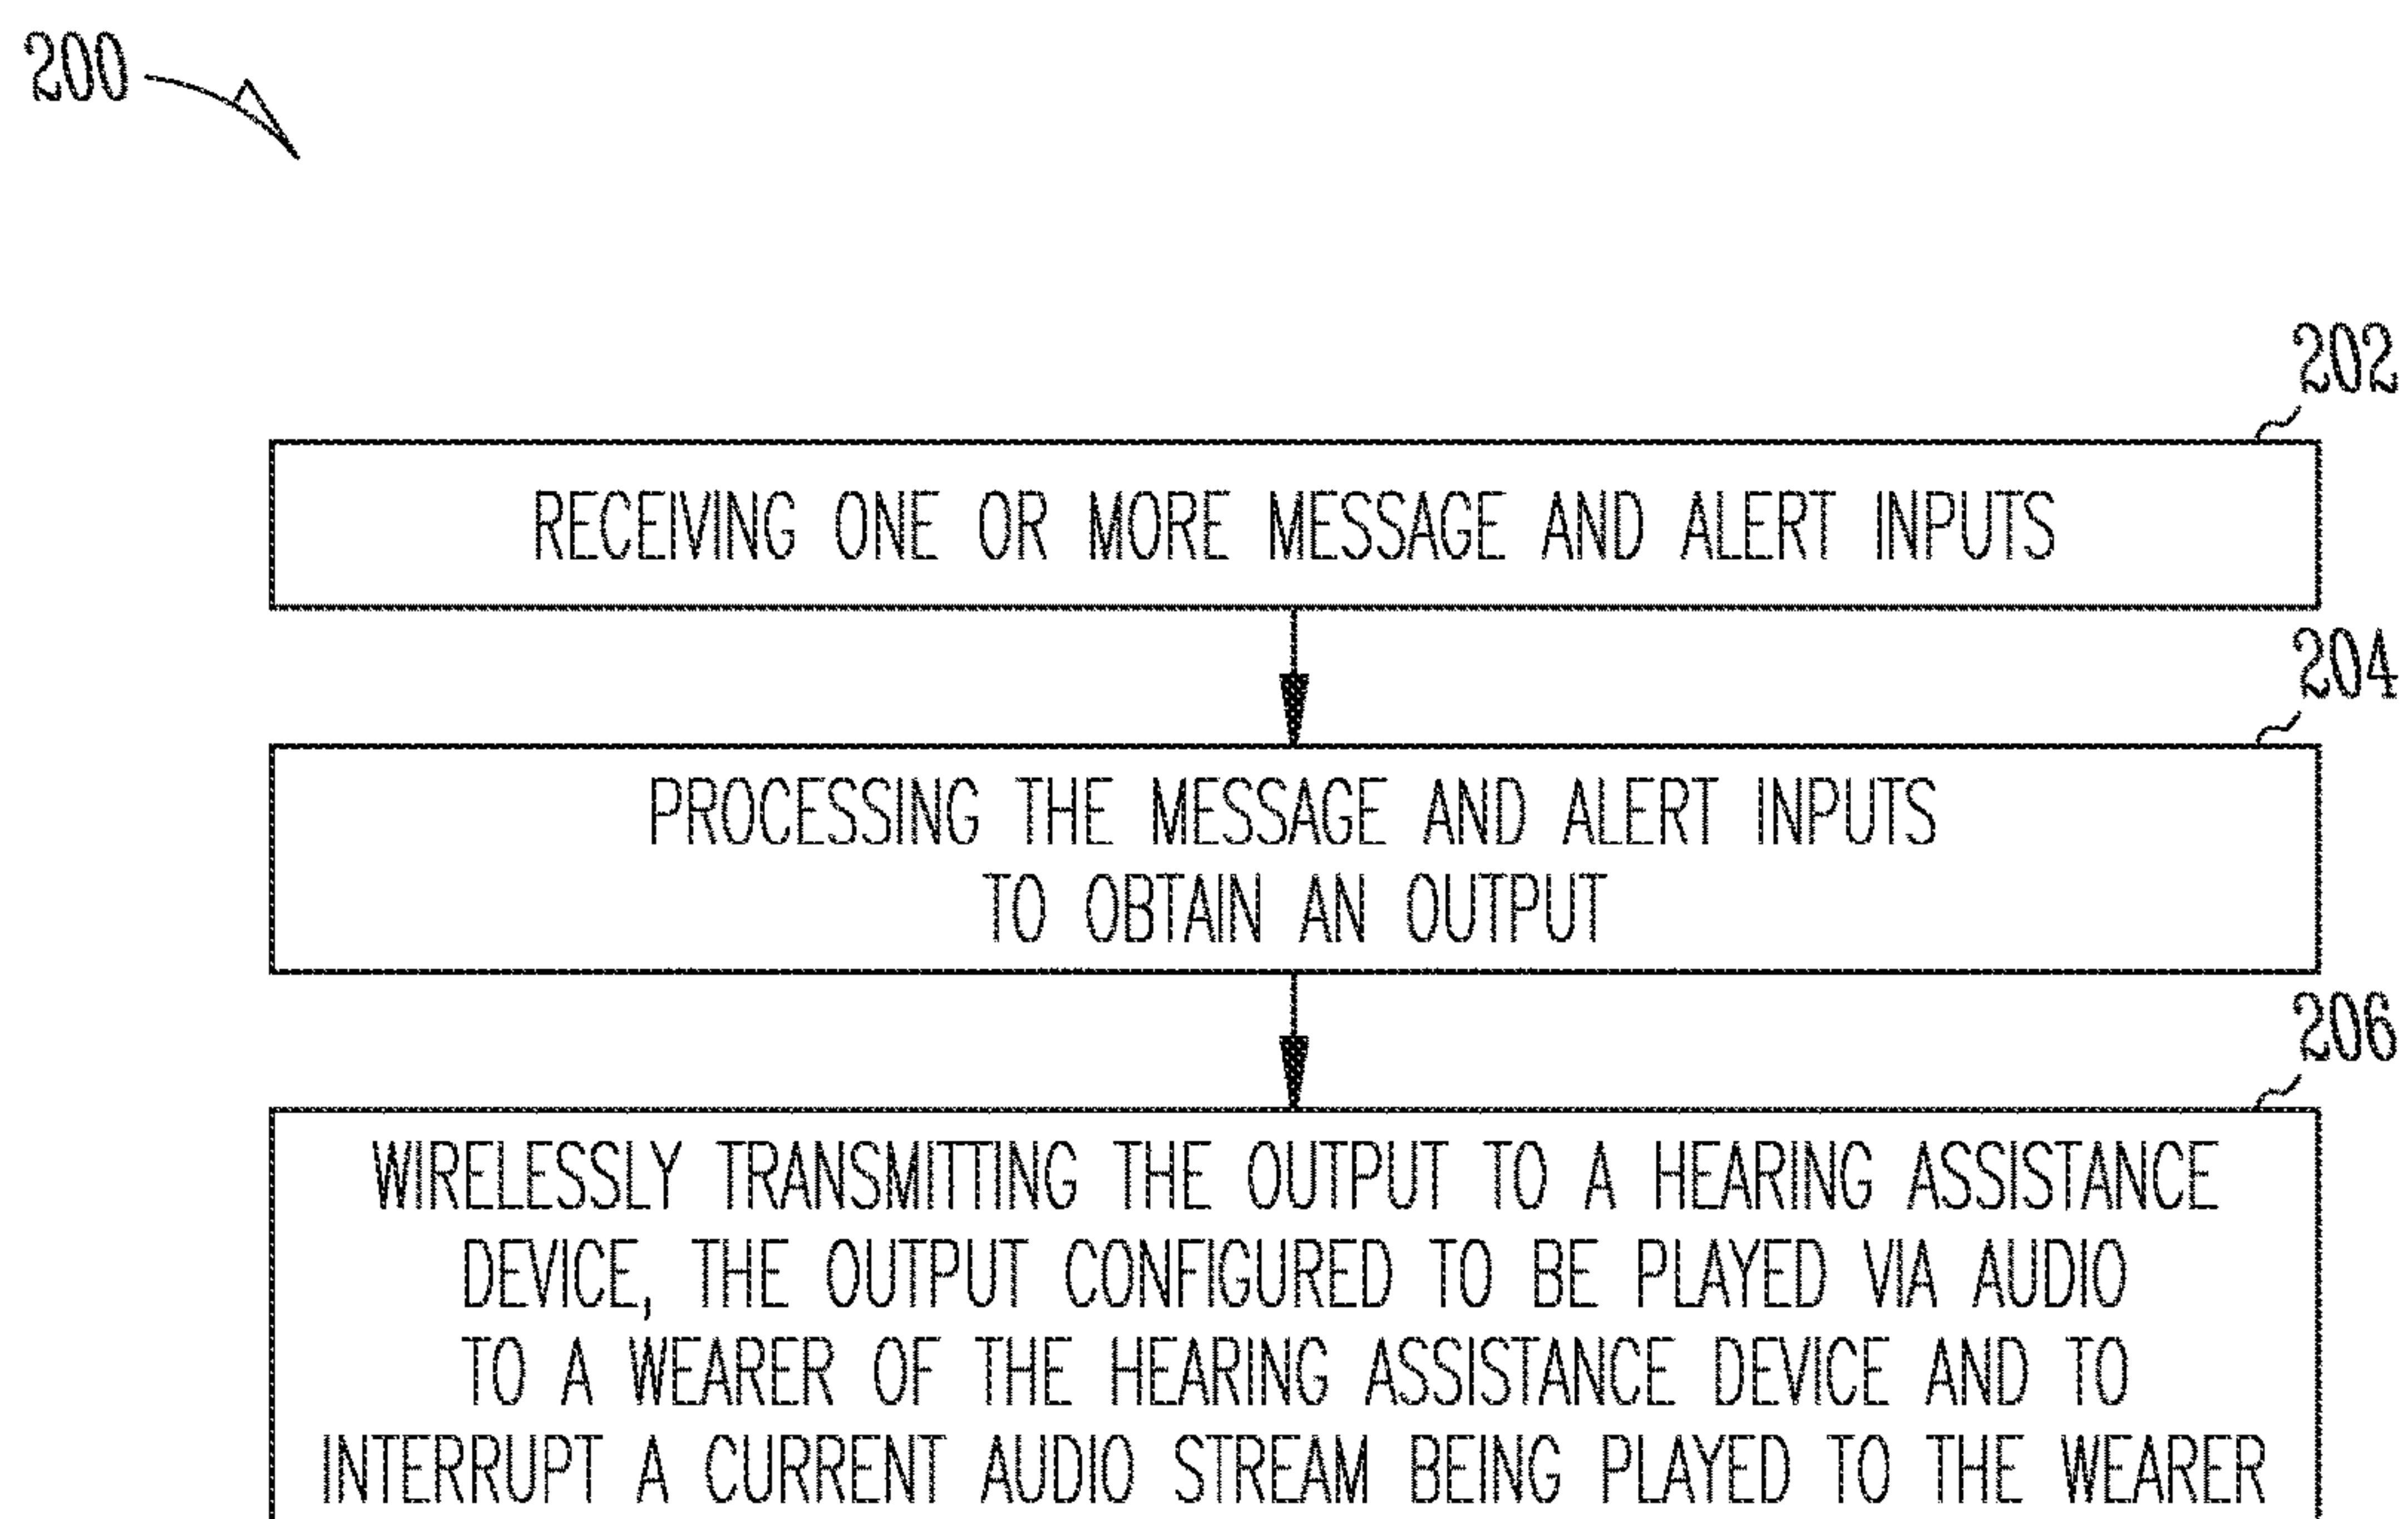 200
202
RECEIVING ONE OR MORE MESSAGE AND ALERT INPUTS
204
PROCESSING THE MESSAGE AND ALERT INPUTS
TO OBTAIN AN OUTPUT
206
WIRELESSLY TRANSMITTING THE OUTPUT TO A HEARING ASSISTANCE
DEVICE, THE OUTPUT CONFIGURED TO BE PLAYED VIA AUDIO
TO A WEARER OF THE HEARING ASSISTANCE DEVICE AND TO
INTERRUPT A CURRENT AUDIO STREAM BEING PLAYED TO THE WEARER